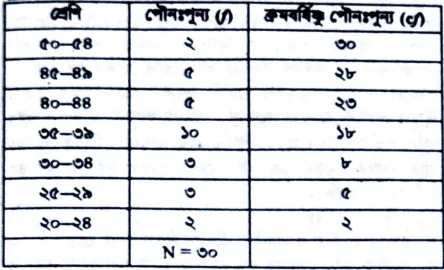 শ্রেণি পৌনঃপুন্য (f) ক্রমবর্ধিষ্ণু পৌনঃপুন্য (cf)
৫০—৫৪ ২ ৩০
৪৫—৪৯ ৫ ২৮
৪০—৪৪ ৫ ২৩
৩৫—৩৯ ১০ ১৮
৩০—৩৪ ৩ ৮
২৫—২৯ ৩ ৫
২০—২৪ ২ ২
N = ৩০